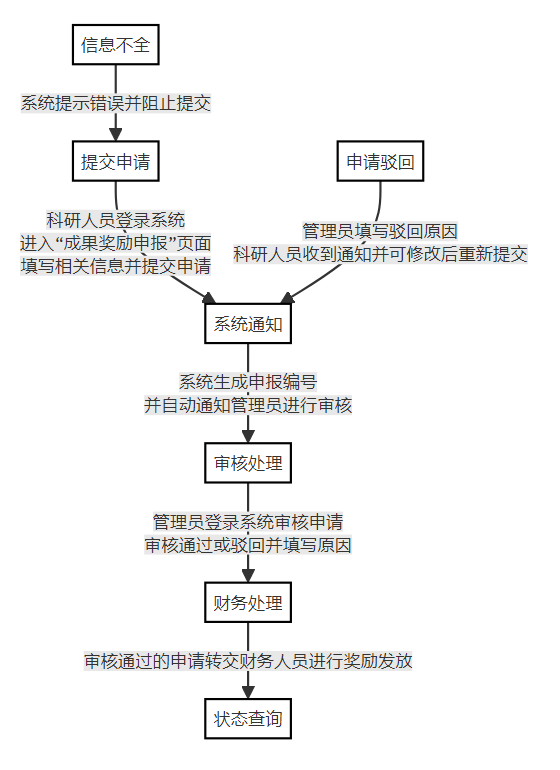 信息不全
系统提示错误并阻止提交
提交申请
申请驳回
科研人员登录系统
进入“成果奖励申报”页面
填写相关信息并提交申请
管理员填写驳回原因
科研人员收到通知并可修改后重新提交
系统通知
系统生成申报编号
并自动通知管理员进行审核
审核处理
管理员登录系统审核申请
审核通过或驳回并填写原因
财务处理
审核通过的申请转交财务人员进行奖励发放
状态查询